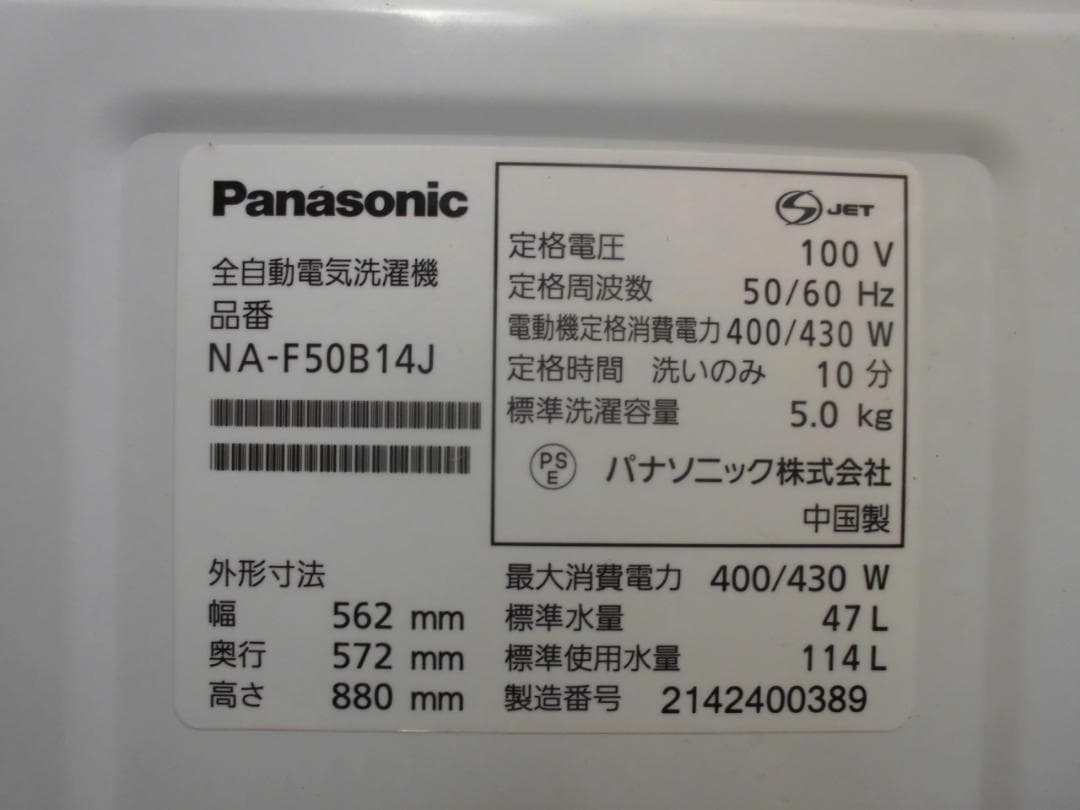 Panasonic
全自動電気洗濯機
品番
NA-F50B14J
JET
定格電圧 100 V
定格周波数 50/60 Hz
電動機定格消費電力 400/430 W
定格時間 洗いのみ 10 分
標準洗濯容量 5.0 kg
PS
E
パナソニック株式会社
中国製
外形寸法
幅 562 mm
奥行 572 mm
高さ 880 mm
最大消費電力 400/430 W
標準水量 47 L
標準使用水量 114 L
製造番号 2142400389